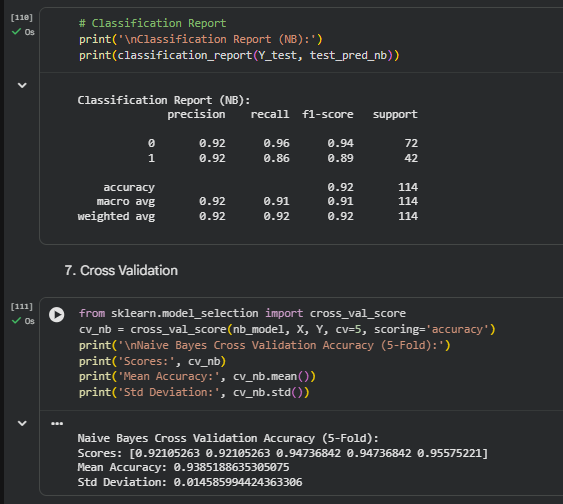 [110]
0s
# Classification Report
print('\nClassification Report (NB):')
print(classification_report(Y_test, test_pred_nb))
Classification Report (NB):
precision recall f1-score support
0 0.92 0.96 0.94 72
1 0.92 0.86 0.89 42
accuracy 0.92 114
macro avg 0.92 0.91 0.91 114
weighted avg 0.92 0.92 0.92 114
7. Cross Validation
[111]
0s
from sklearn.model_selection import cross_val_score
cv_nb = cross_val_score(nb_model, X, Y, cv=5, scoring='accuracy')
print('\nNaive Bayes Cross Validation Accuracy (5-Fold):')
print('Scores:', cv_nb)
print('Mean Accuracy:', cv_nb.mean())
print('Std Deviation:', cv_nb.std())
Naive Bayes Cross Validation Accuracy (5-Fold):
Scores: [0.92105263 0.92105263 0.94736842 0.94736842 0.95575221]
Mean Accuracy: 0.9385188635305075
Std Deviation: 0.014585994424363306